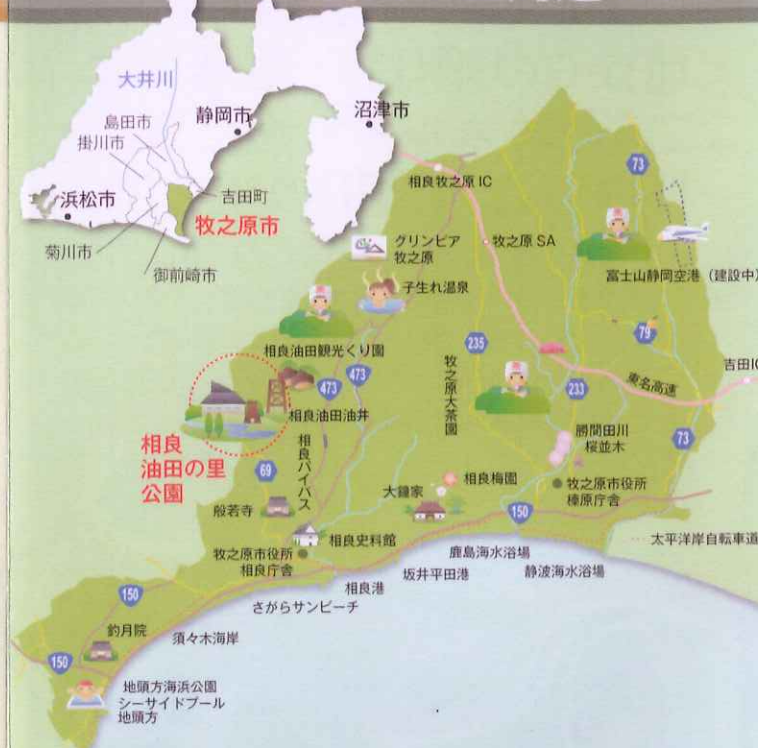 大井川
島田市
掛川市
静岡市
沼津市
浜松市
吉田町
牧之原市
菊川市
御前崎市
相良牧之原 IC
73
グリンピア
牧之原
牧之原 SA
子生れ温泉
富士山静岡空港（建設中）
相良油田観光くり園
235
79
473
473
牧之原大茶園
吉田IC
東名高速
233
相良油田油井
相良
油田の里
公園
69
相良バイパス
勝間田川
桜並木
73
相良梅園
大鐘家
牧之原市役所
榛原庁舎
般若寺
150
相良史料館
太平洋岸自転車道
牧之原市役所
相良庁舎
鹿島海水浴場
坂井平田港
静波海水浴場
相良港
さがらサンビーチ
150
釣月院
須々木海岸
150
地頭方海浜公園
シーサイドプール
地頭方